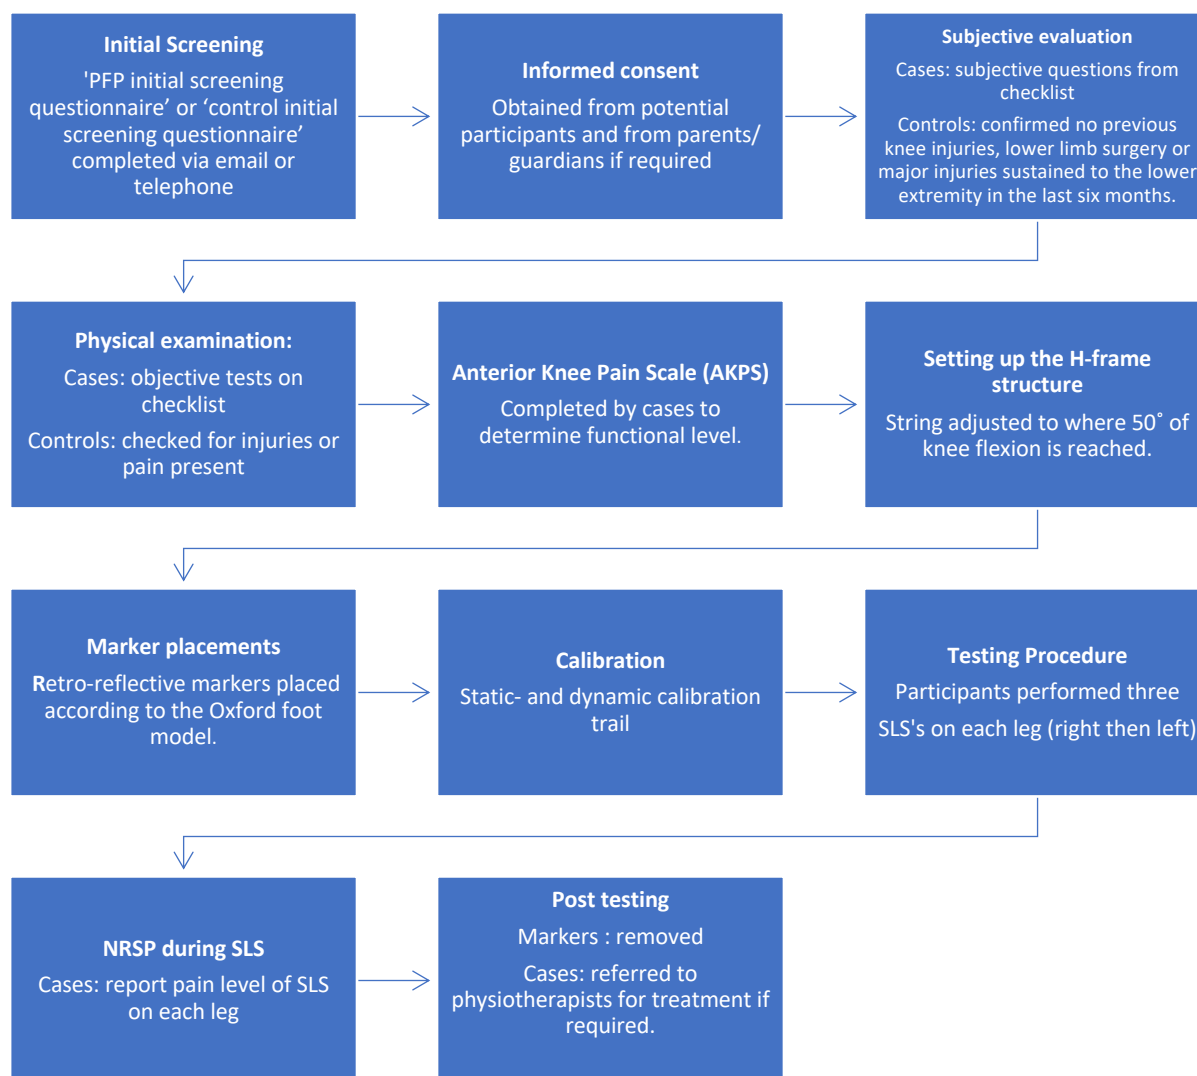 Initial Screening
'PFP initial screening
questionnaire’ or ‘control initial
screening questionnaire’
completed via email or
telephone
Informed consent
Obtained from potential
participants and from parents/
guardians if required
Subjective evaluation
Cases: subjective questions from
checklist
Controls: confirmed no previous
knee injuries, lower limb surgery or
major injuries sustained to the lower
extremity in the last six months.
Physical examination:
Cases: objective tests on
checklist
Controls: checked for injuries or
pain present
Anterior Knee Pain Scale (AKPS)
Completed by cases to
determine functional level.
Setting up the H-frame
structure
String adjusted to where 50˚ of
knee flexion is reached.
Marker placements
Retro-reflective markers placed
according to the Oxford foot
model.
Calibration
Static- and dynamic calibration
trail
Testing Procedure
Participants performed three
SLS's on each leg (right then left)
NRSP during SLS
Cases: report pain level of SLS
on each leg
Post testing
Markers : removed
Cases: referred to
physiotherapists for treatment if
required.